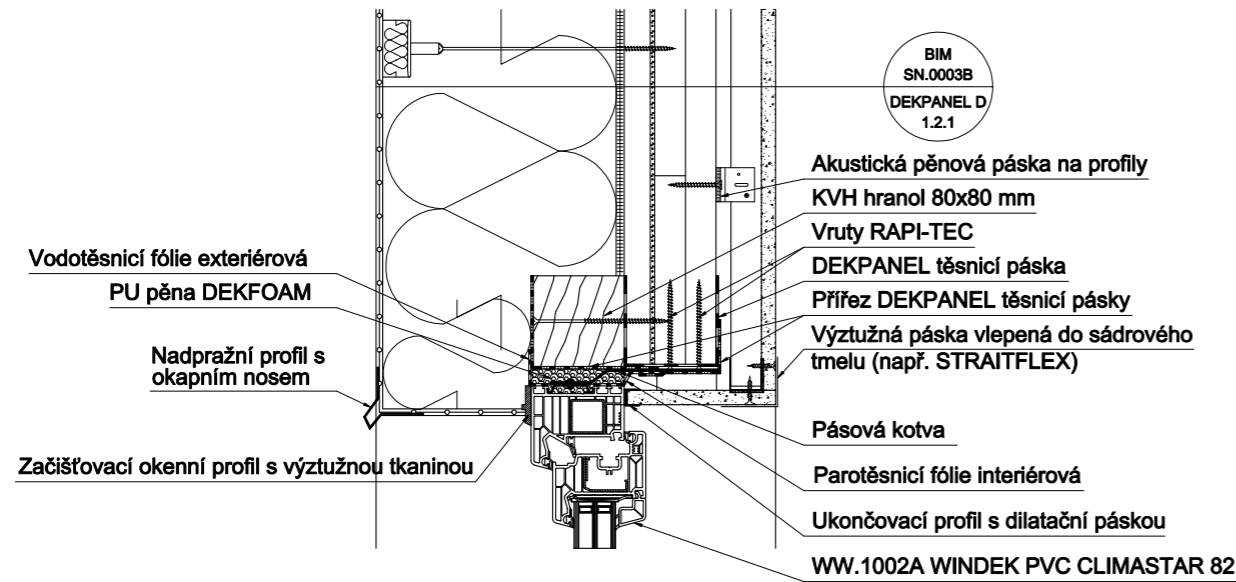 BIM
SN.0003B
DEKPANEL D
1.2.1
Akustická pěnová páska na profily
KVH hranol 80x80 mm
Vruty RAPI-TEC
DEKPANEL těsnicí páska
Přířez DEKPANEL těsnicí pásky
Výztužná páska vlepená do sádrového
tmelu (např. STRAITFLEX)
Pásová kotva
Parotěsnicí fólie interiérová
Ukončovací profil s dilatační páskou
WW.1002A WINDEK PVC CLIMASTAR 82
Vodotěsnicí fólie exteriérová
PU pěna DEKFOAM
Nadpražní profil s
okapním nosem
Začišťovací okenní profil s výztužnou tkaninou